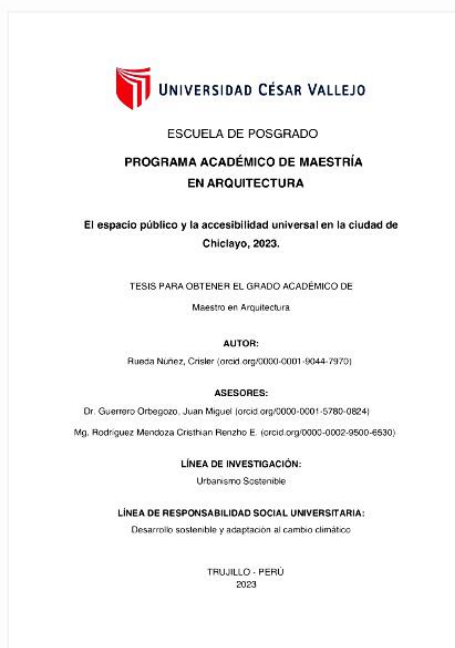 UNIVERSIDAD CÉSAR VALLEJO
ESCUELA DE POSGRADO
PROGRAMA ACADÉMICO DE MAESTRÍA
EN ARQUITECTURA
El espacio público y la accesibilidad universal en la ciudad de
Chiclayo, 2023.
TESIS PARA OBTENER EL GRADO ACADÉMICO DE
Maestro en Arquitectura
AUTOR:
Rueda Núñez, Crisler (orcid.org/0000-0001-9044-7970)
ASESORES:
Dr. Guerrero Orbegozo, Juan Miguel (orcid.org/0000-0001-5780-0824)
Mg. Rodriguez Mendoza Cristhian Renzho E. (orcid.org/0000-0002-9500-6530)
LÍNEA DE INVESTIGACIÓN:
Urbanismo Sostenible
LÍNEA DE RESPONSABILIDAD SOCIAL UNIVERSITARIA:
Desarrollo sostenible y adaptación al cambio climático
TRUJILLO - PERÚ
2023